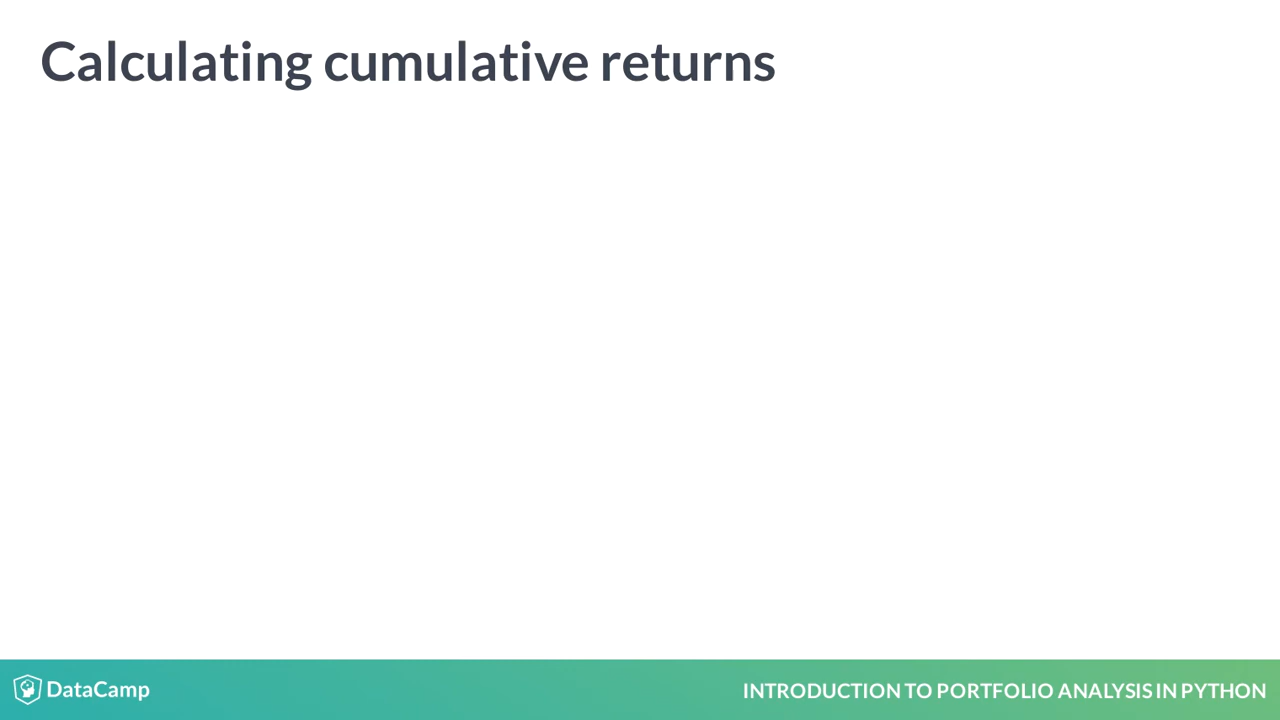 Calculating cumulative returns
DataCamp
INTRODUCTION TO PORTFOLIO ANALYSIS IN PYTHON